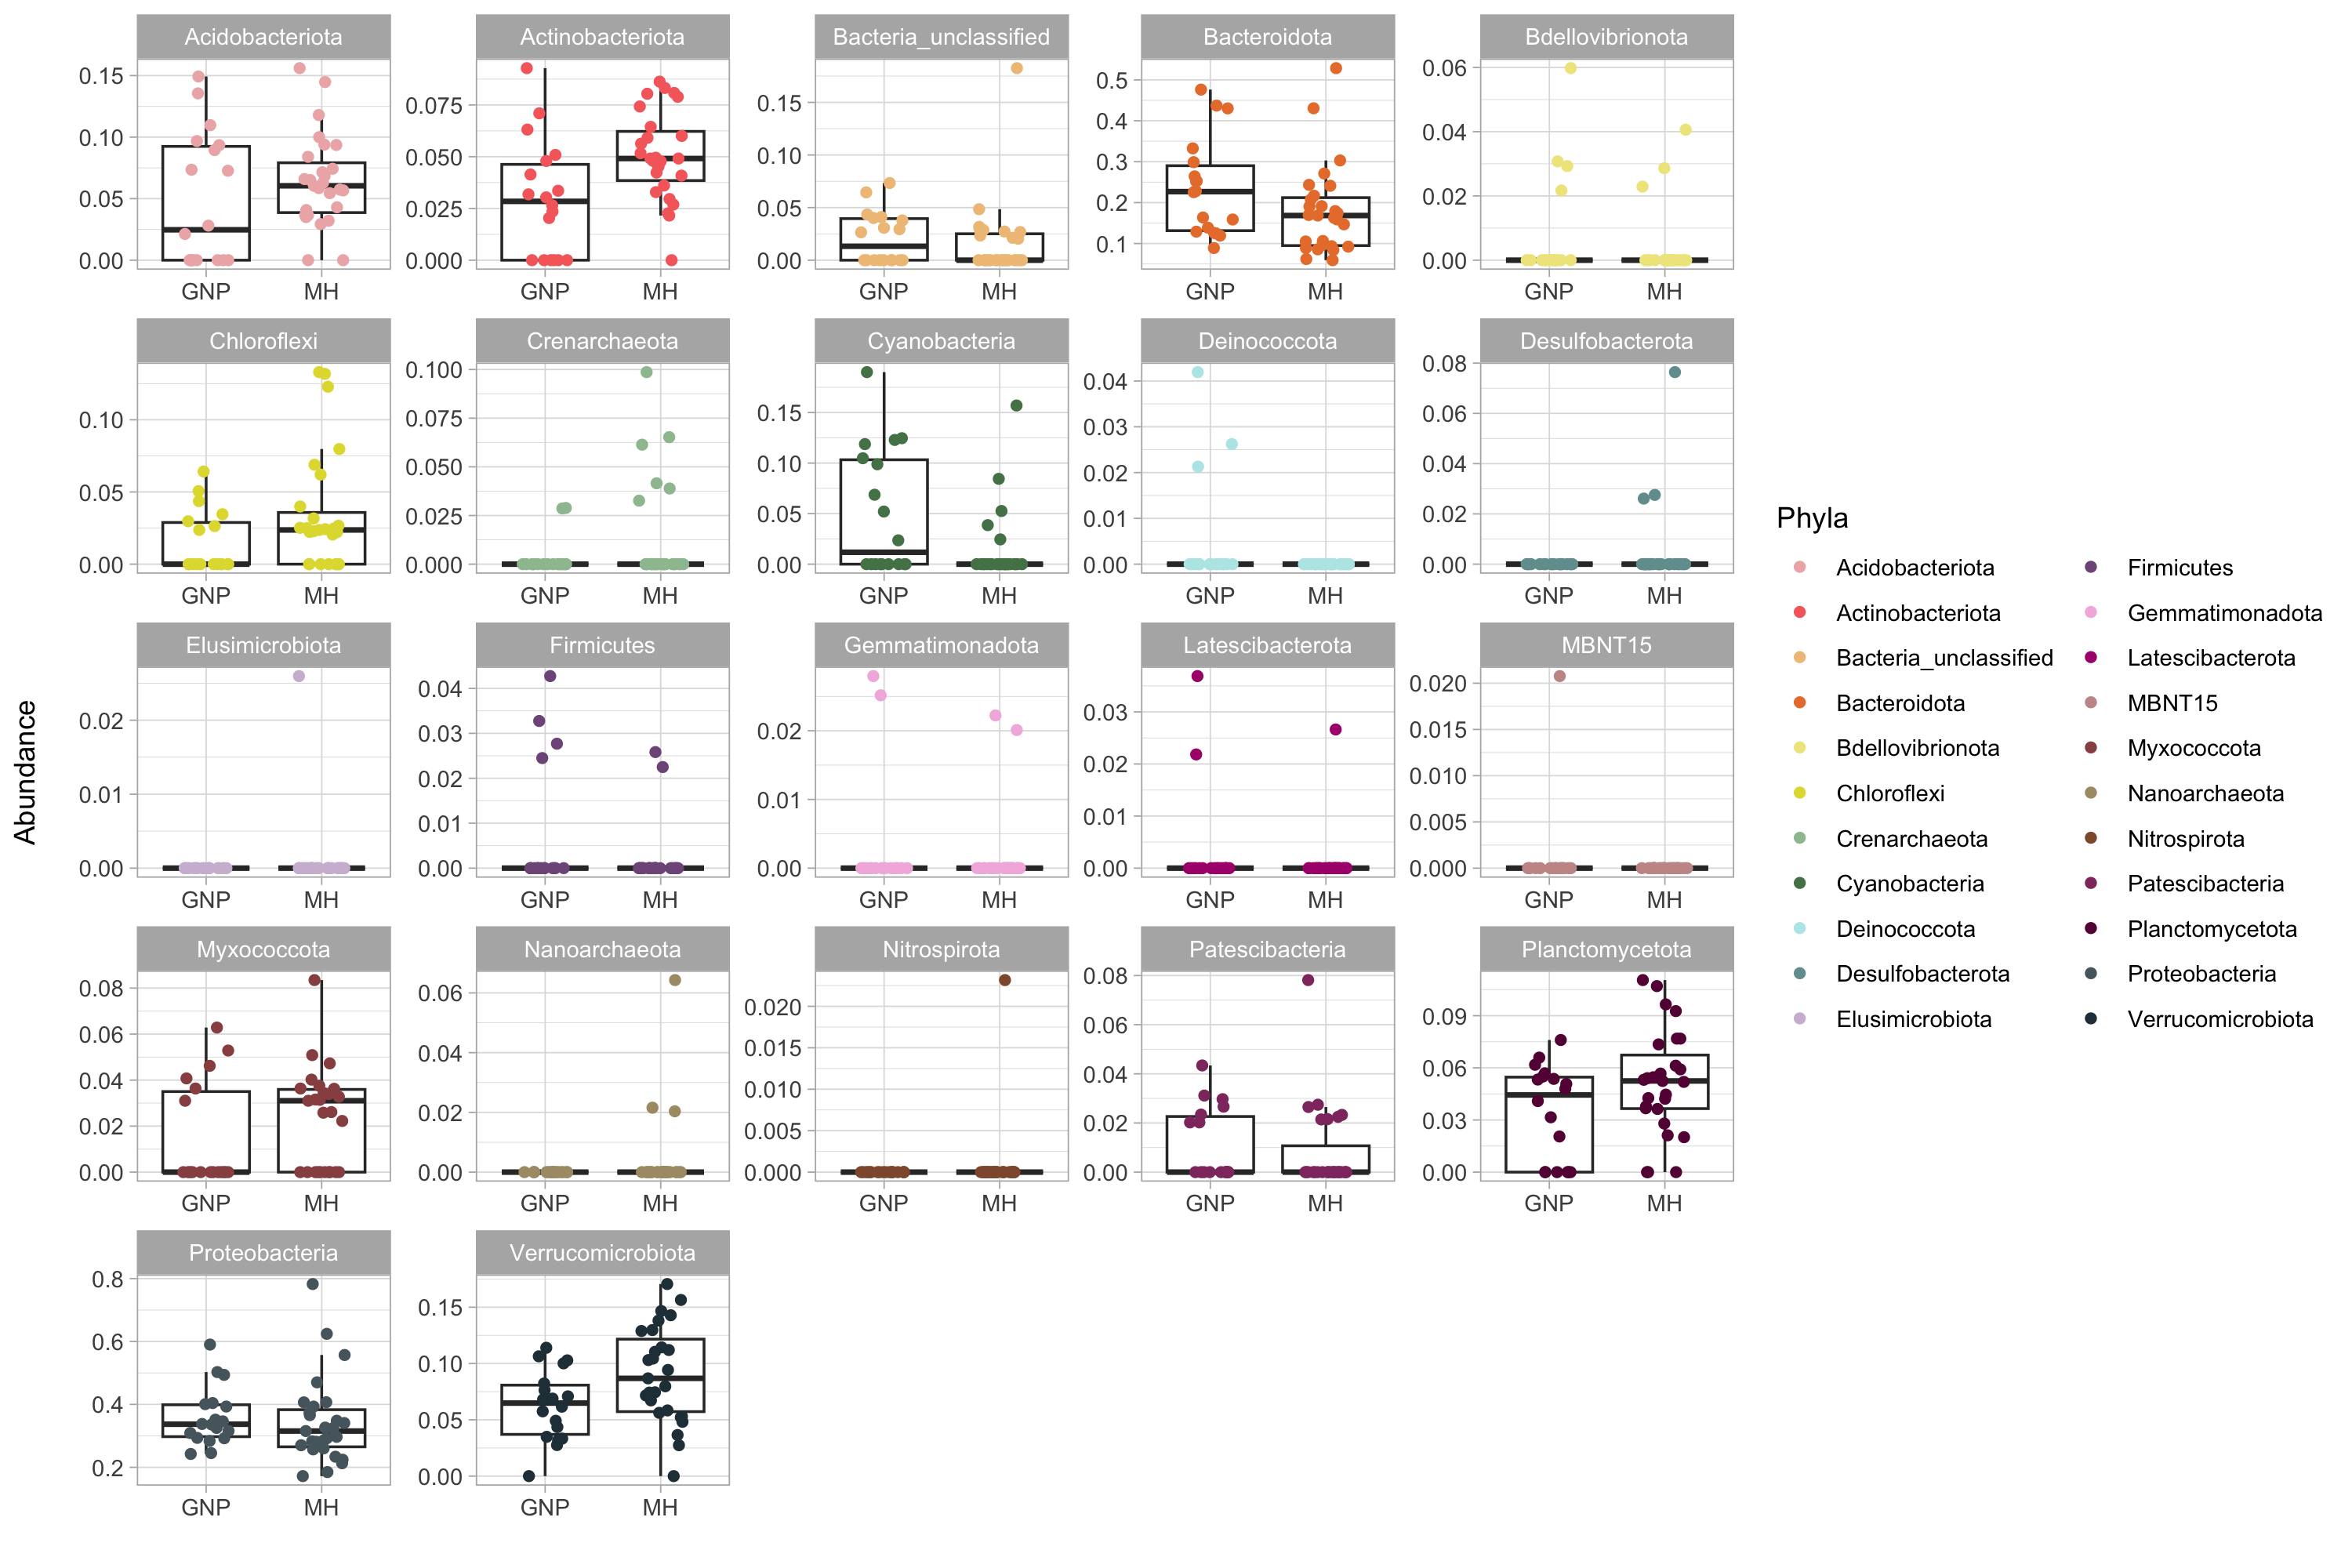 Acidobacteriota Actinobacteriota Bacteria_unclassified Bacteroidota Bdellovibrionota
0.15 0.10 0.05 0.00
0.075 0.050 0.025 0.000
0.15 0.10 0.05 0.00
0.5 0.4 0.3 0.2 0.1
0.06 0.04 0.02 0.00
GNP MH GNP MH GNP MH GNP MH GNP MH
Chloroflexi Crenarchaeota Cyanobacteria Deinococcota Desulfobacterota
0.10 0.05 0.00
0.100 0.075 0.050 0.025 0.000
0.15 0.10 0.05 0.00
0.04 0.03 0.02 0.01 0.00
0.08 0.06 0.04 0.02 0.00
GNP MH GNP MH GNP MH GNP MH GNP MH
Elusimicrobiota Firmicutes Gemmatimonadota Latescibacterota MBNT15
0.02 0.01 0.00
0.04 0.03 0.02 0.01 0.00
0.02 0.01 0.00
0.03 0.02 0.01 0.00
0.020 0.015 0.010 0.005 0.000
GNP MH GNP MH GNP MH GNP MH GNP MH
Myxococcota Nanoarchaeota Nitrospirota Patescibacteria Planctomycetota
0.08 0.06 0.04 0.02 0.00
0.06 0.04 0.02 0.00
0.020 0.015 0.010 0.005 0.000
0.08 0.06 0.04 0.02 0.00
0.09 0.06 0.03 0.00
GNP MH GNP MH GNP MH GNP MH GNP MH
Proteobacteria Verrucomicrobiota
0.8 0.6 0.4 0.2
0.15 0.10 0.05 0.00
GNP MH GNP MH
Abundance
Phyla
Acidobacteriota
Actinobacteriota
Bacteria_unclassified
Bacteroidota
Bdellovibrionota
Chloroflexi
Crenarchaeota
Cyanobacteria
Deinococcota
Desulfobacterota
Elusimicrobiota
Firmicutes
Gemmatimonadota
Latescibacterota
MBNT15
Myxococcota
Nanoarchaeota
Nitrospirota
Patescibacteria
Planctomycetota
Proteobacteria
Verrucomicrobiota